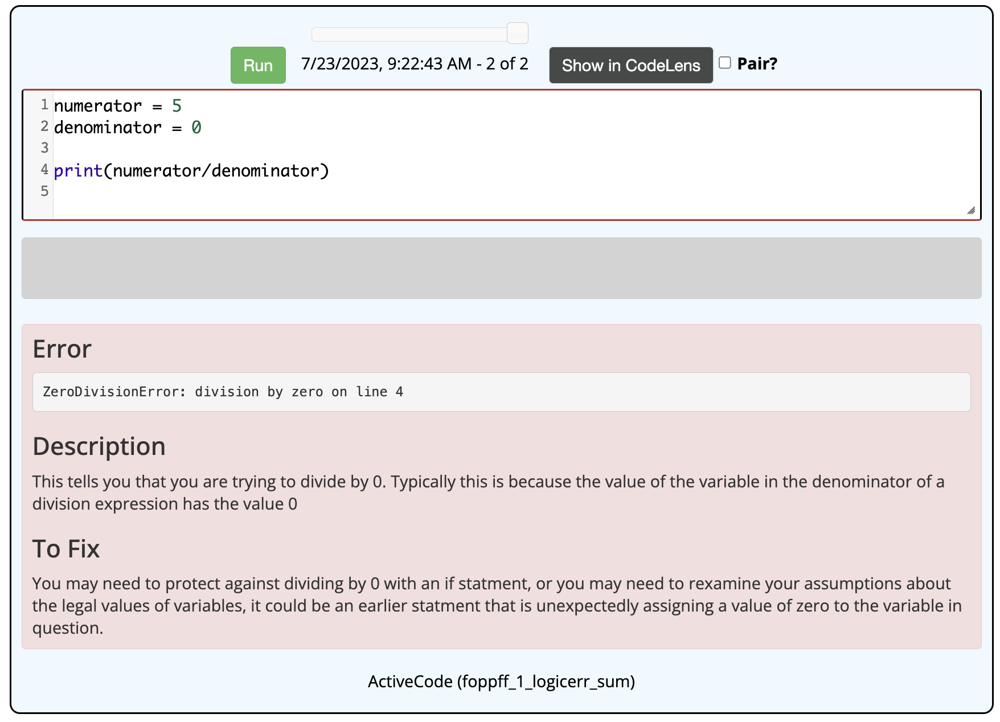 Run 7/23/2023, 9:22:43 AM - 2 of 2 Show in CodeLens Pair?
1 numerator = 5
2 denominator = 0
3
4 print(numerator/denominator)
5
Error
ZeroDivisionError: division by zero on line 4
Description
This tells you that you are trying to divide by 0. Typically this is because the value of the variable in the denominator of a
division expression has the value 0
To Fix
You may need to protect against dividing by 0 with an if statment, or you may need to rexamine your assumptions about
the legal values of variables, it could be an earlier statment that is unexpectedly assigning a value of zero to the variable in
question.
ActiveCode (foppff_1_logicerr_sum)